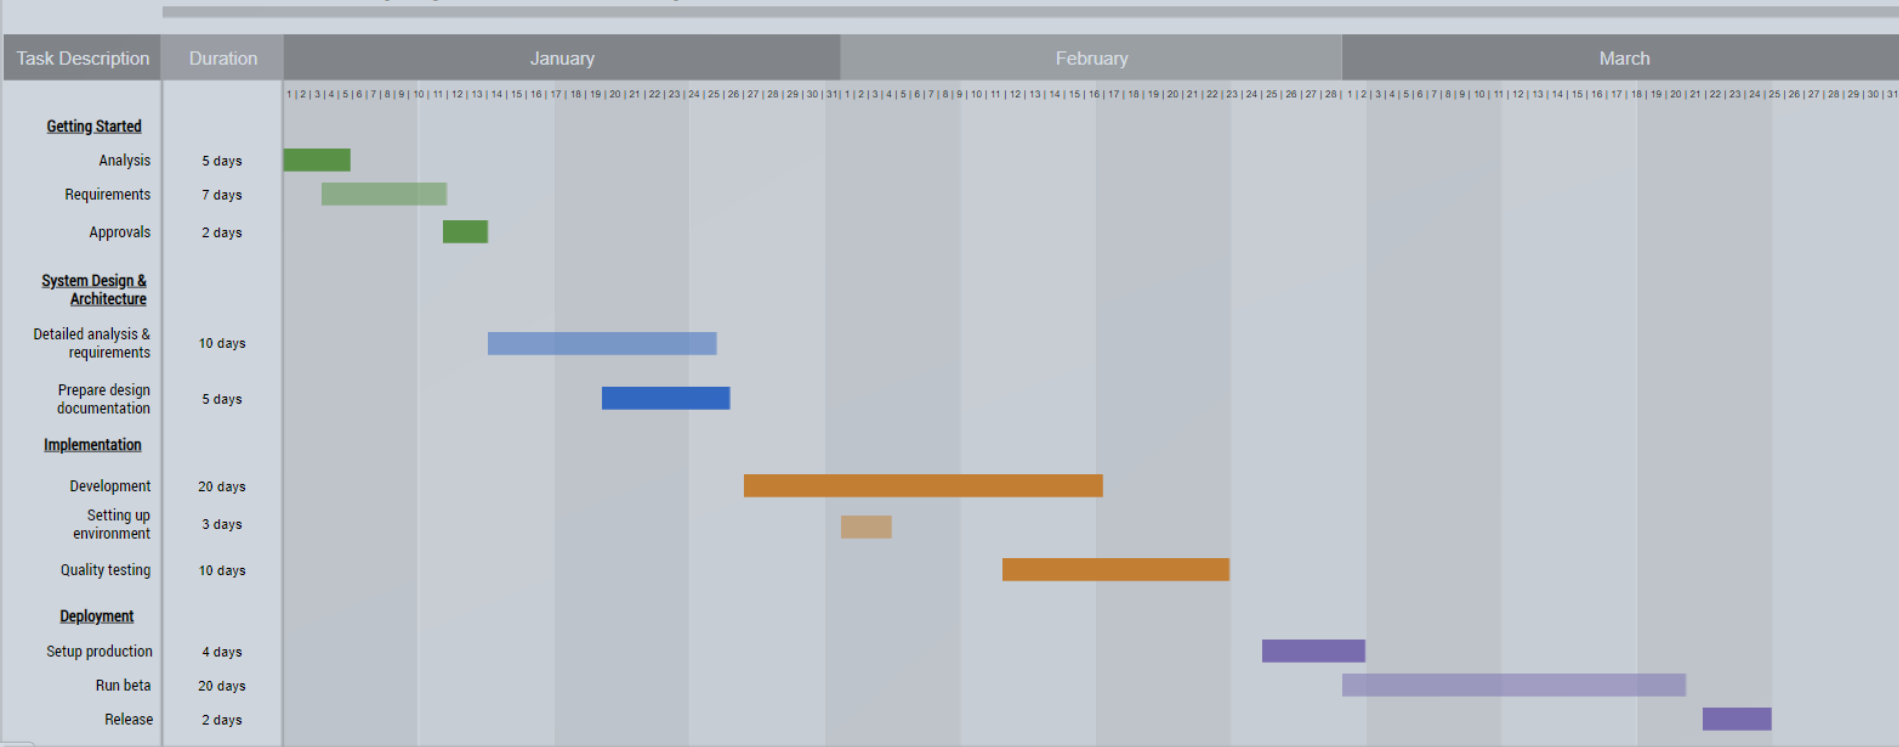 Task Description Duration January February March
1 | 2 | 3 | 4 | 5 | 6 | 7 | 8 | 9 | 10 | 11 | 12 | 13 | 14 | 15 | 16 | 17 | 18 | 19 | 20 | 21 | 22 | 23 | 24 | 25 | 26 | 27 | 28 | 29 | 30 | 31 | 1 | 2 | 3 | 4 | 5 | 6 | 7 | 8 | 9 | 10 | 11 | 12 | 13 | 14 | 15 | 16 | 17 | 18 | 19 | 20 | 21 | 22 | 23 | 24 | 25 | 26 | 27 | 28 | 1 | 2 | 3 | 4 | 5 | 6 | 7 | 8 | 9 | 10 | 11 | 12 | 13 | 14 | 15 | 16 | 17 | 18 | 19 | 20 | 21 | 22 | 23 | 24 | 25 | 26 | 27 | 28 | 29 | 30 | 31
Getting Started
Analysis 5 days
Requirements 7 days
Approvals 2 days
System Design &
Architecture
Detailed analysis &
requirements 10 days
Prepare design
documentation 5 days
Implementation
Development 20 days
Setting up
environment 3 days
Quality testing 10 days
Deployment
Setup production 4 days
Run beta 20 days
Release 2 days